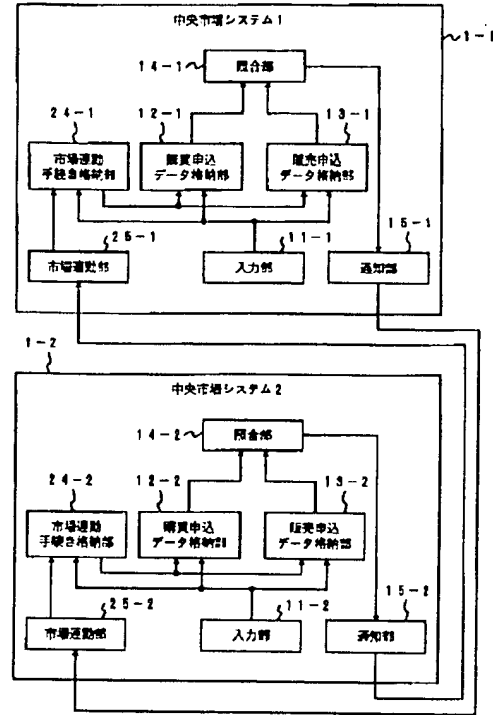 中央市場システム1
1-1
14-1
照合部
24-1
12-1
13-1
市場連動
手続き格納部
購買申込
データ格納部
販売申込
データ格納部
25-1
11-1
15-1
市場連動部
入力部
通知部
1-2
中央市場システム2
14-2
照合部
24-2
12-2
13-2
市場連動
手続き格納部
購買申込
データ格納部
販売申込
データ格納部
25-2
11-2
15-2
市場連動部
入力部
通知部